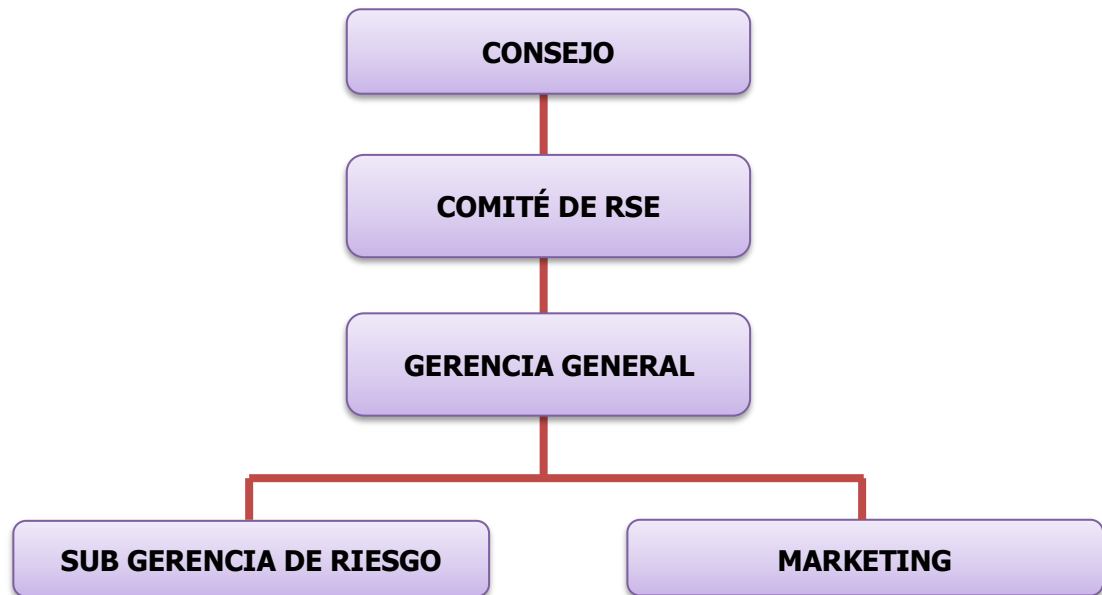 CONSEJO
COMITÉ DE RSE
GERENCIA GENERAL
SUB GERENCIA DE RIESGO
MARKETING